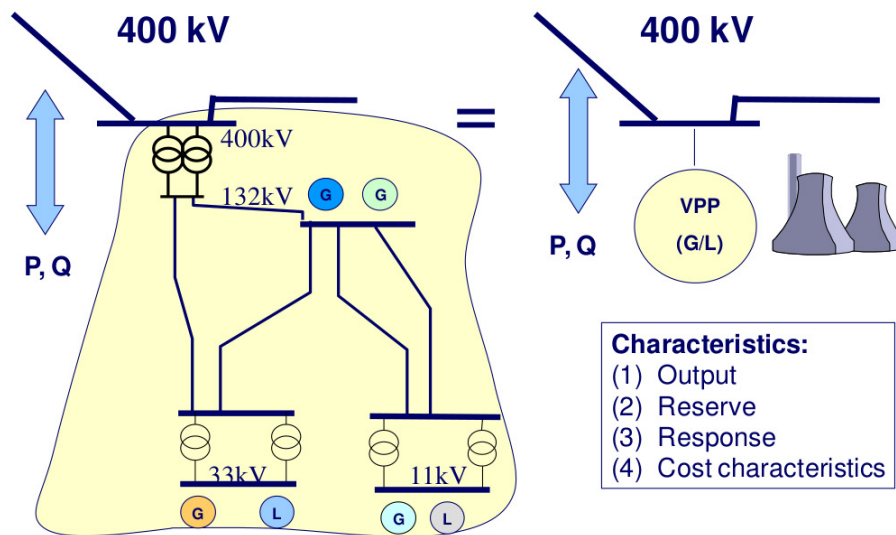 400 kV
400 kV
=
400kV
132kV
G
G
P, Q
VPP
(G/L)
P, Q
Characteristics:
(1) Output
(2) Reserve
(3) Response
(4) Cost characteristics
33kV
11kV
G
L
G
L